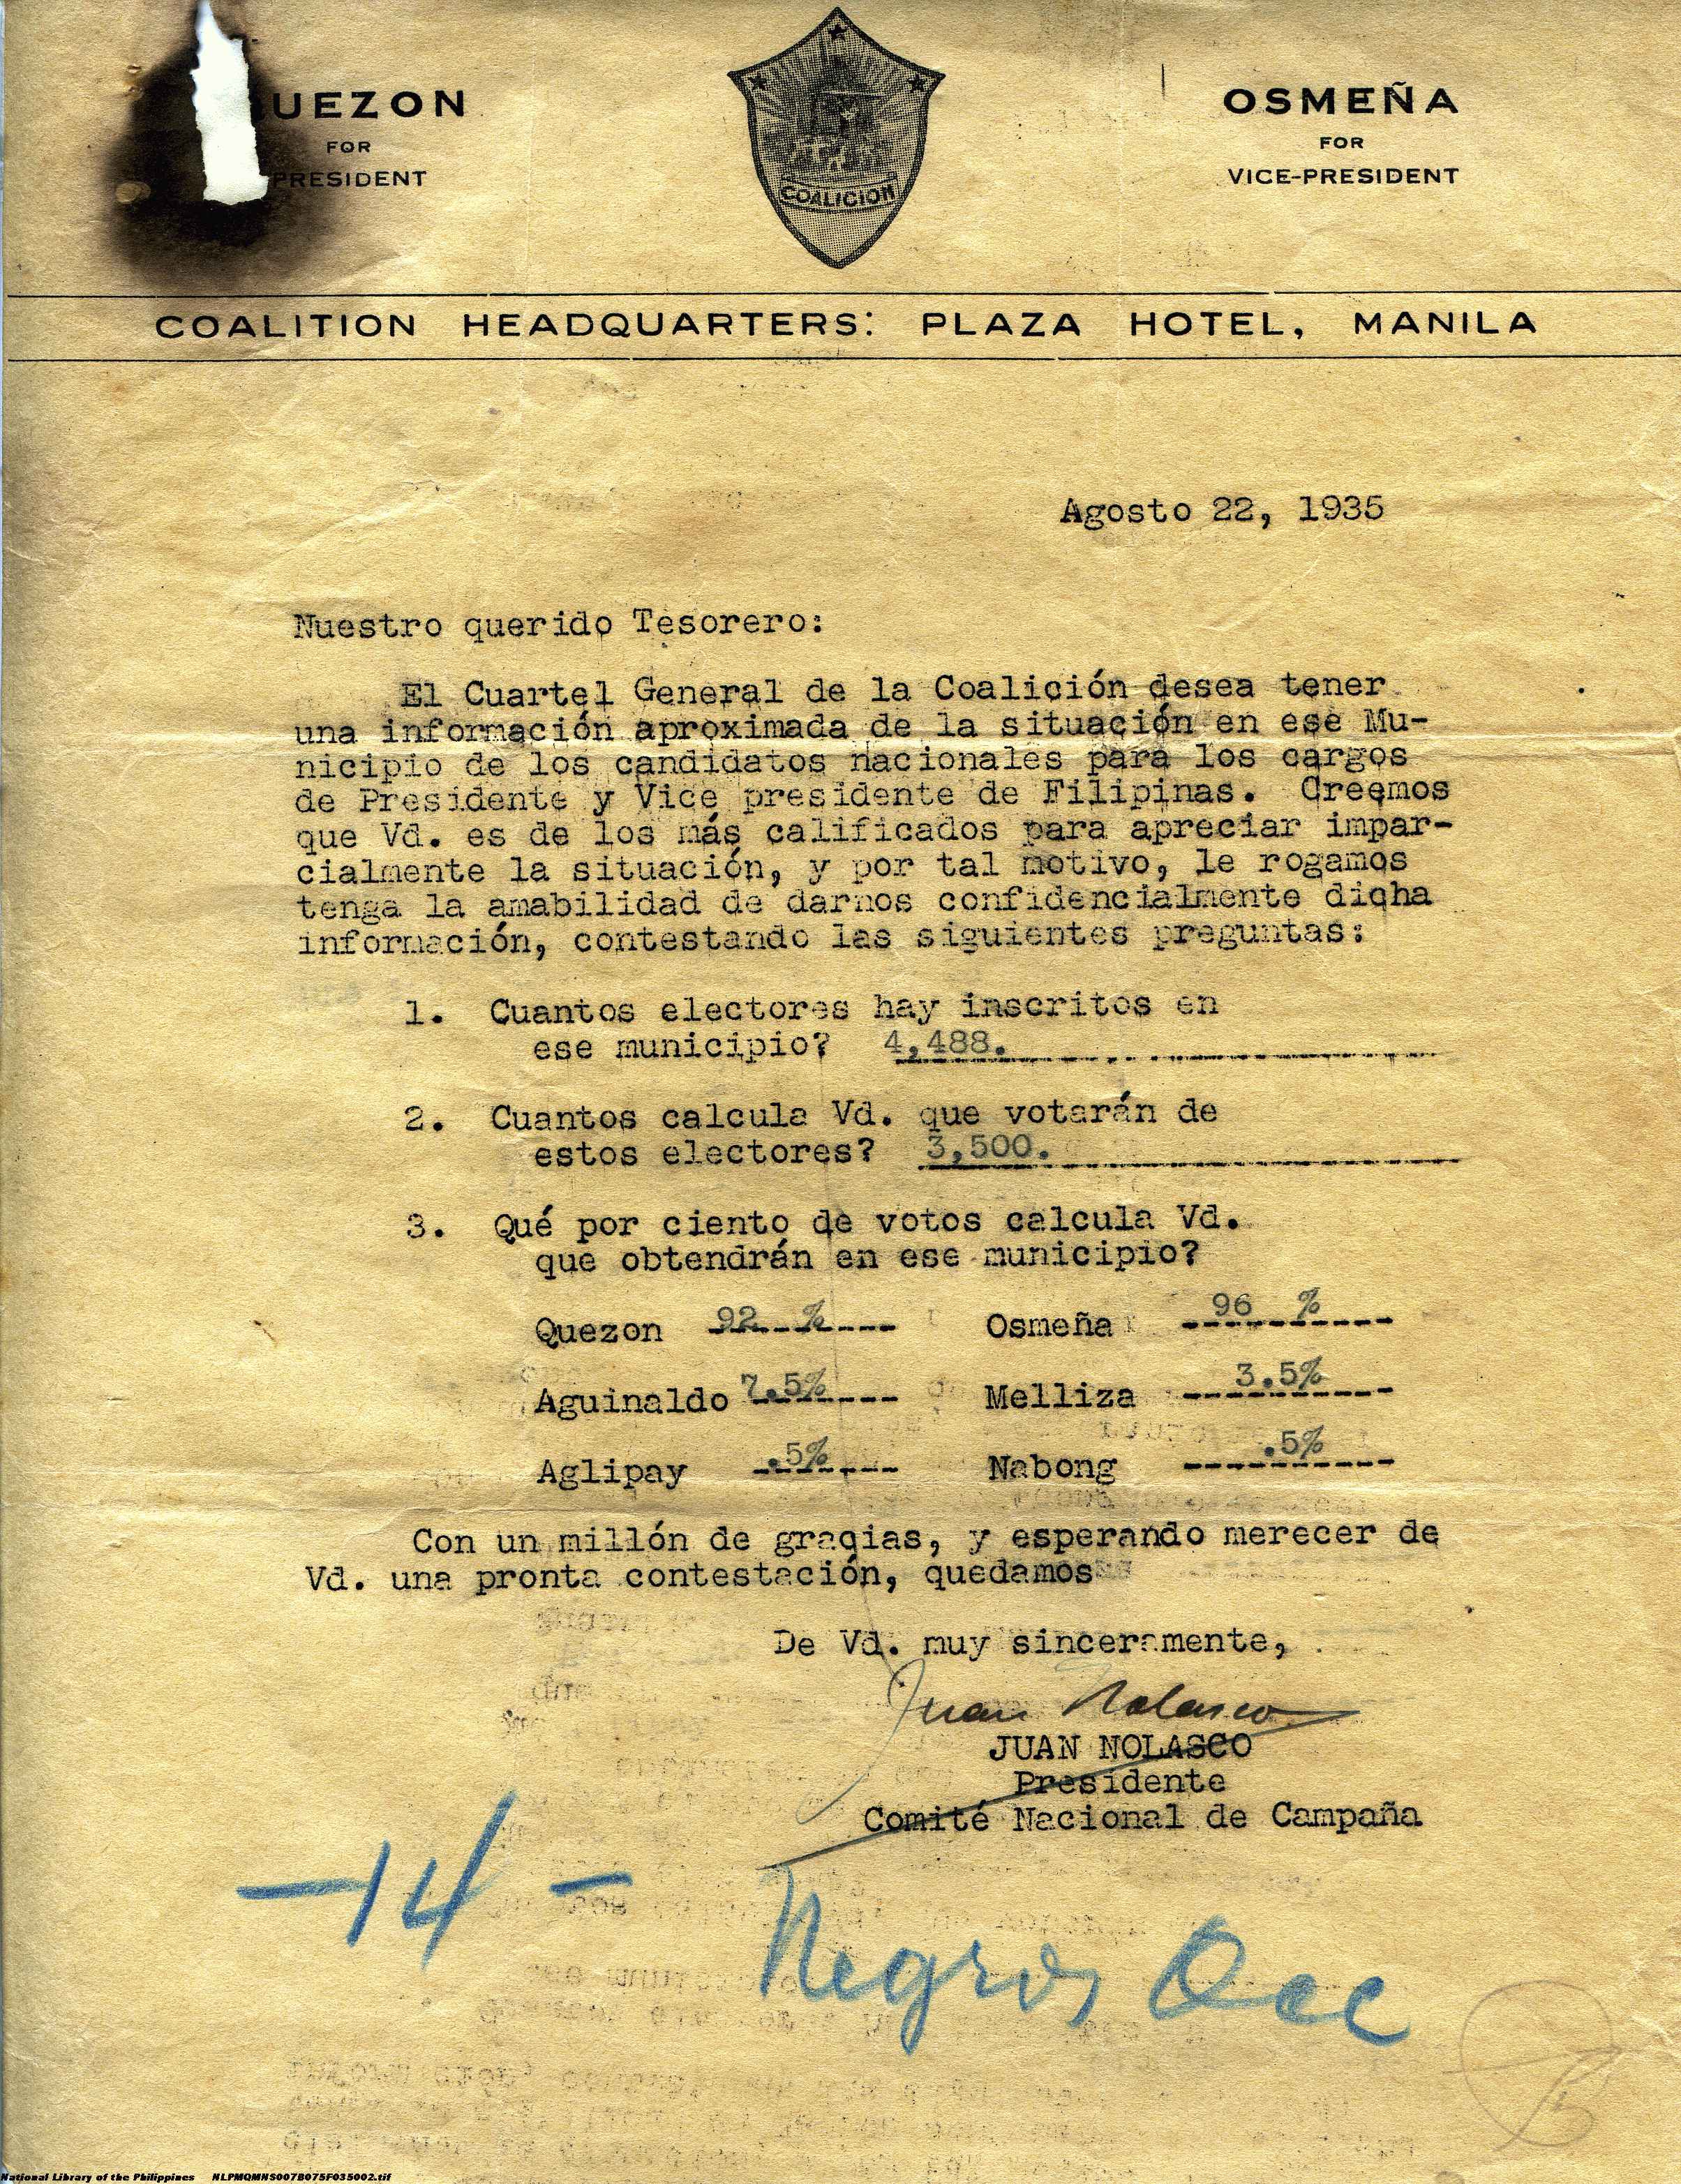 QUEZON
FOR
PRESIDENT
COALICION
OSMEÑA
FOR
VICE-PRESIDENT
COALITION HEADQUARTERS: PLAZA HOTEL, MANILA
Agosto 22, 1935
Nuestro querido Tesorero:
El Cuartel General de la Coalición desea tener
una información aproximada de la situación en ese Mu-
nicipio de los candidatos nacionales para los cargos
de Presidente y Vice presidente de Filipinas. Creemos
que Vd. es de los más calificados para apreciar impar-
cialmente la situación, y por tal motivo, le rogamos
tenga la amabilidad de darnos confidencialmente dicha
información, contestando las siguientes preguntas:
1. Cuantos electores hay inscritos en
ese municipio? 4,488.
2. Cuantos calcula Vd. que votarán de
estos electores? 3,500.
3. Qué por ciento de votos calcula Vd.
que obtendrán en ese municipio?
Quezon 92 % Osmeña 96 %
Aguinaldo 7.5% Melliza 3.5%
Aglipay .5% Nabong .5%
Con un millón de gracias, y esperando merecer de
Vd. una pronta contestación, quedamos
De Vd. muy sinceramente,
Juan Nolasco
JUAN NOLASCO
Presidente
Comité Nacional de Campaña
-14- Negros Occ
National Library of the Philippines NLPMQMNS007B075F035002.tif